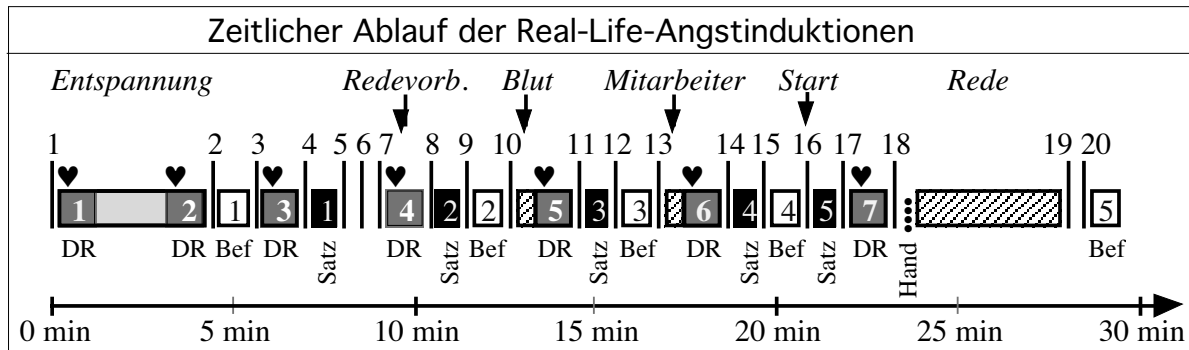 Zeitlicher Ablauf der Real-Life-Angstinduktionen
Entspannung Redevorb. Blut Mitarbeiter Start Rede
1 2 3 4 5 6 7 8 9 10 11 12 13 14 15 16 17 18 19 20
1 2 1 3 1 4 2 2 5 3 3 6 4 4 5 7 5
DR DR Bef DR Satz DR Satz Bef DR Satz Bef DR Satz Bef Satz DR Hand Bef
0 min 5 min 10 min 15 min 20 min 25 min 30 min